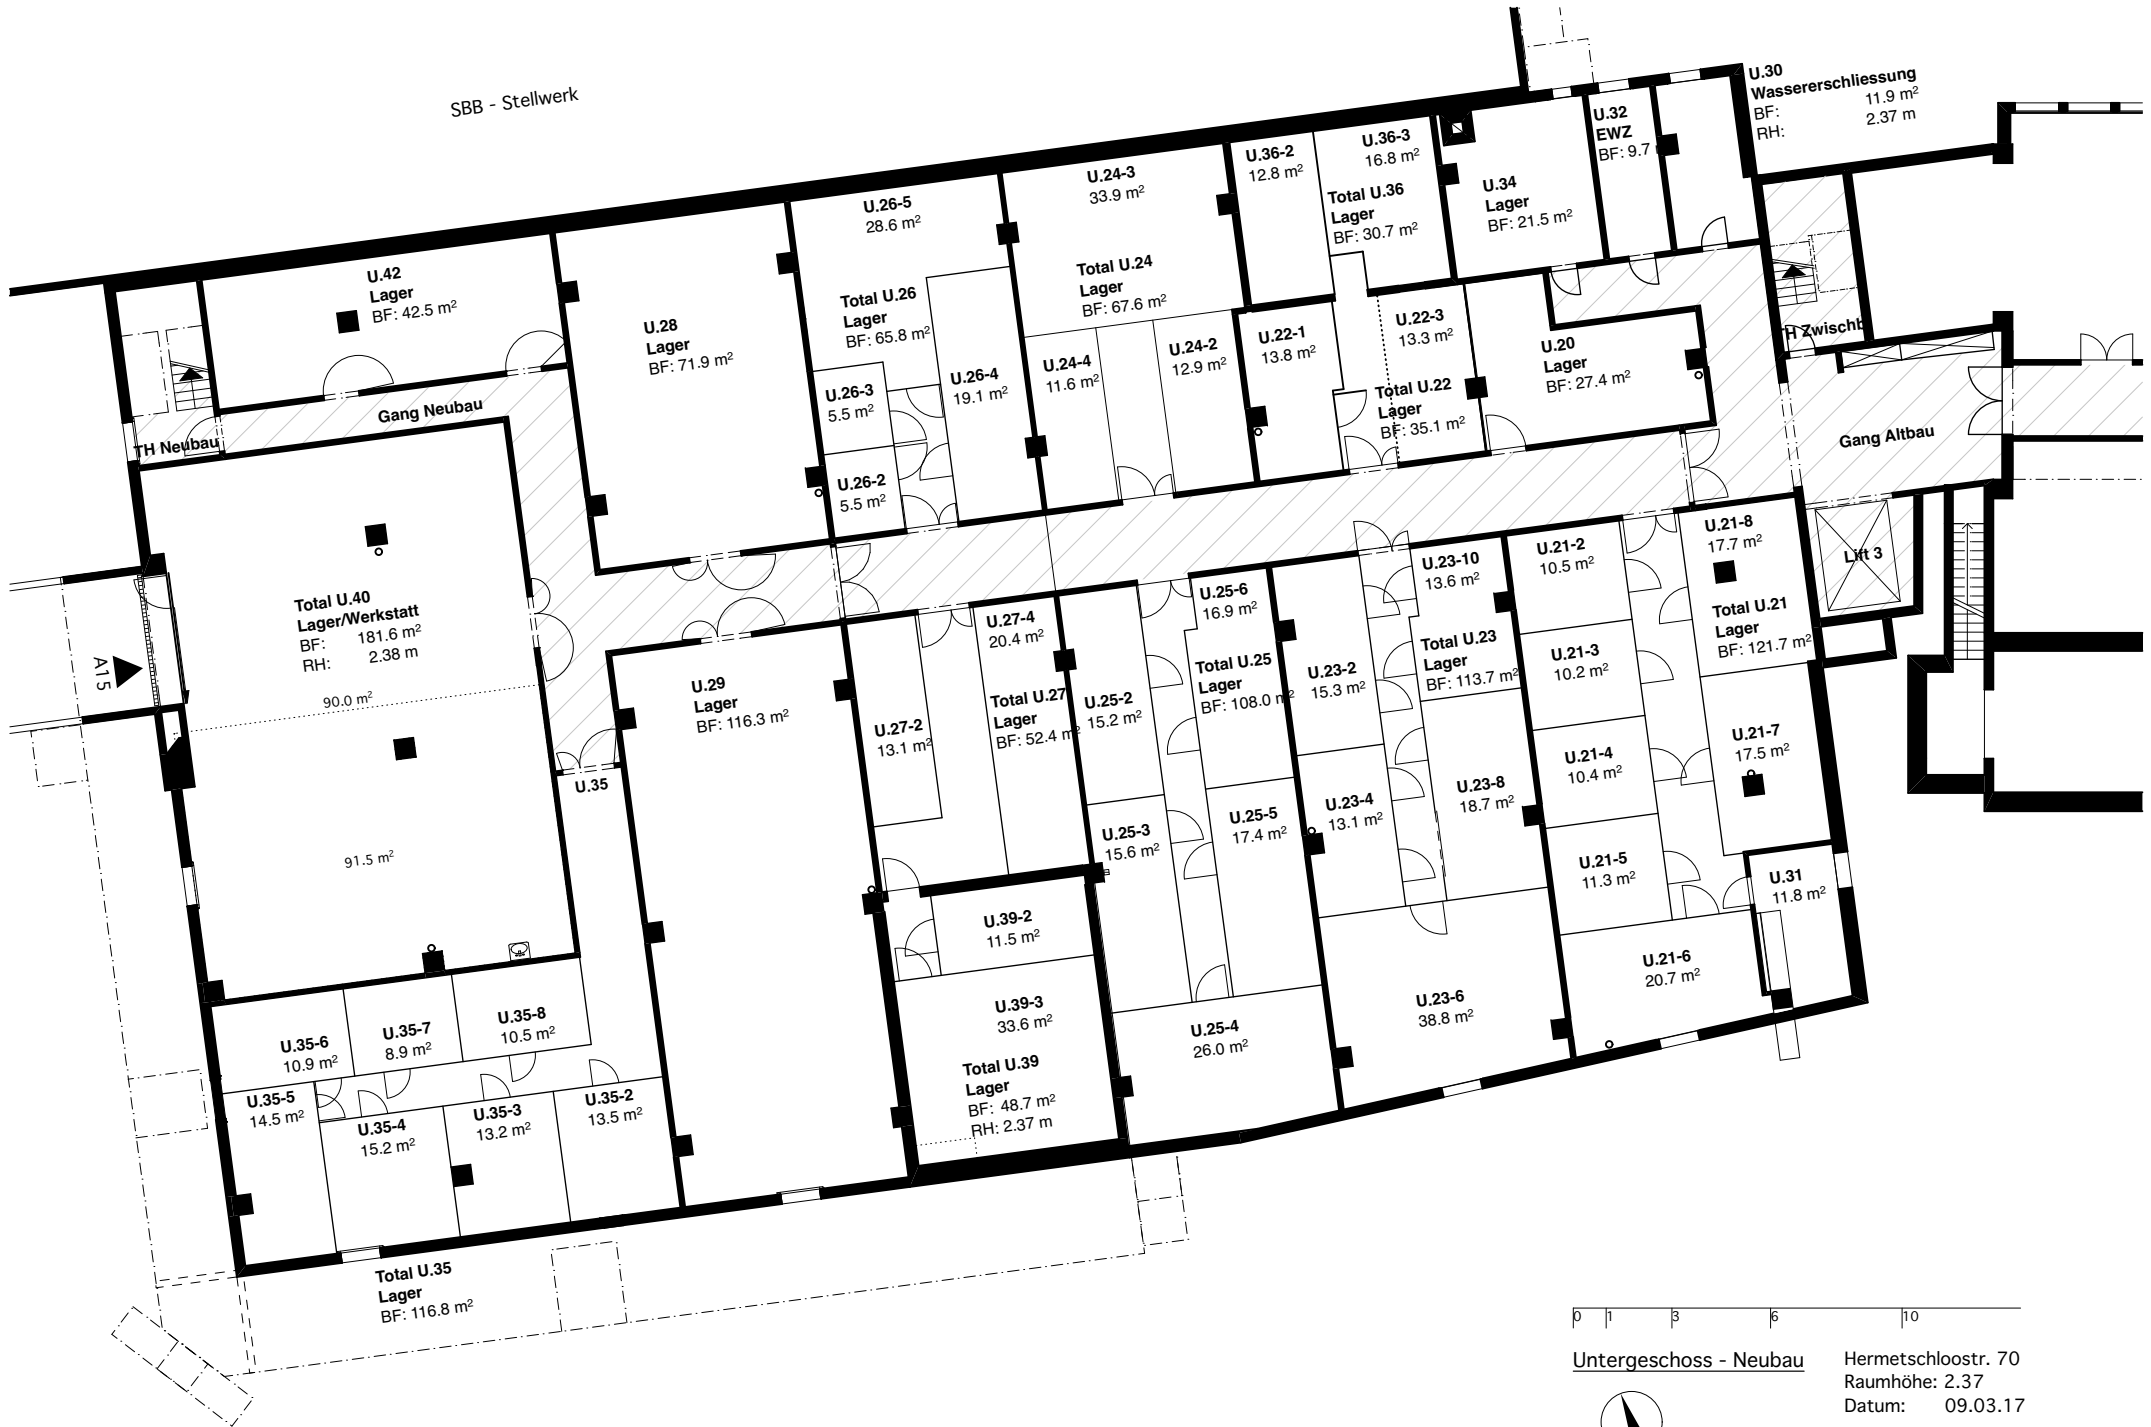 SBB - Stellwerk
U.30
Wassererschliessung
BF: 11.9 m²
RH: 2.37 m
U.32
EWZ
BF: 9.7
U.34
Lager
BF: 21.5 m²
U.36-3
16.8 m²
U.36-2
12.8 m²
Total U.36
Lager
BF: 30.7 m²
U.24-3
33.9 m²
Total U.24
Lager
BF: 67.6 m²
U.24-4
11.6 m²
U.24-2
12.9 m²
U.26-5
28.6 m²
Total U.26
Lager
BF: 65.8 m²
U.26-3
5.5 m²
U.26-4
19.1 m²
U.26-2
5.5 m²
U.28
Lager
BF: 71.9 m²
U.42
Lager
BF: 42.5 m²
Gang Neubau
TH Neubau
U.22-1
13.8 m²
U.22-3
13.3 m²
Total U.22
Lager
BF: 35.1 m²
U.20
Lager
BF: 27.4 m²
TH Zwischb
Gang Altbau
Lift 3
Total U.40
Lager/Werkstatt
BF: 181.6 m²
RH: 2.38 m
90.0 m²
91.5 m²
A15
U.35
U.29
Lager
BF: 116.3 m²
U.27-4
20.4 m²
Total U.27
Lager
BF: 52.4 m²
U.27-2
13.1 m²
U.25-6
16.9 m²
Total U.25
Lager
BF: 108.0 m²
U.25-2
15.2 m²
U.25-3
15.6 m²
U.25-5
17.4 m²
U.25-4
26.0 m²
U.23-10
13.6 m²
Total U.23
Lager
BF: 113.7 m²
U.23-2
15.3 m²
U.23-4
13.1 m²
U.23-8
18.7 m²
U.23-6
38.8 m²
U.21-8
17.7 m²
Total U.21
Lager
BF: 121.7 m²
U.21-2
10.5 m²
U.21-3
10.2 m²
U.21-4
10.4 m²
U.21-5
11.3 m²
U.21-7
17.5 m²
U.21-6
20.7 m²
U.31
11.8 m²
U.39-2
11.5 m²
U.39-3
33.6 m²
Total U.39
Lager
BF: 48.7 m²
RH: 2.37 m
U.35-6
10.9 m²
U.35-7
8.9 m²
U.35-8
10.5 m²
U.35-5
14.5 m²
U.35-4
15.2 m²
U.35-3
13.2 m²
U.35-2
13.5 m²
Total U.35
Lager
BF: 116.8 m²
0 1 3 6 10
Untergeschoss - Neubau
Hermetschloostr. 70
Raumhöhe: 2.37
Datum: 09.03.17